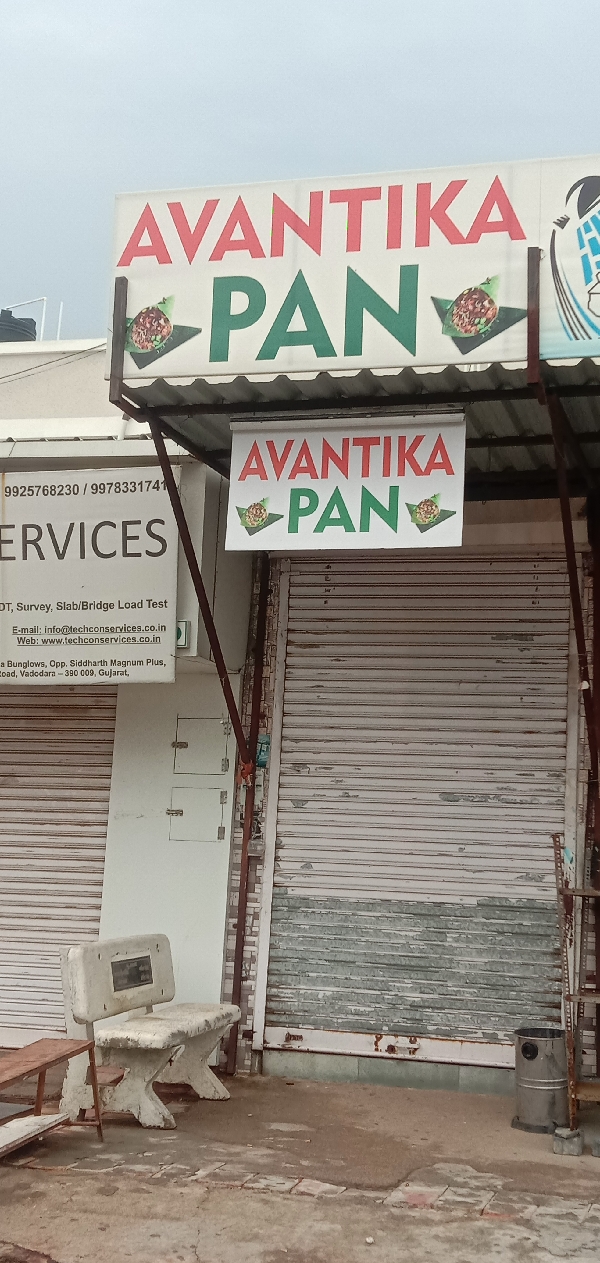 AVANTIKA
PAN
AVANTIKA
PAN
9925768230 / 9978331741
ERVICES
DT, Survey, Slab/Bridge Load Test
E-mail: info@techconservices.co.in
Web: www.techconservices.co.in
a Bunglows, Opp. Siddharth Magnum Plus,
Road, Vadodara – 390 009, Gujarat,